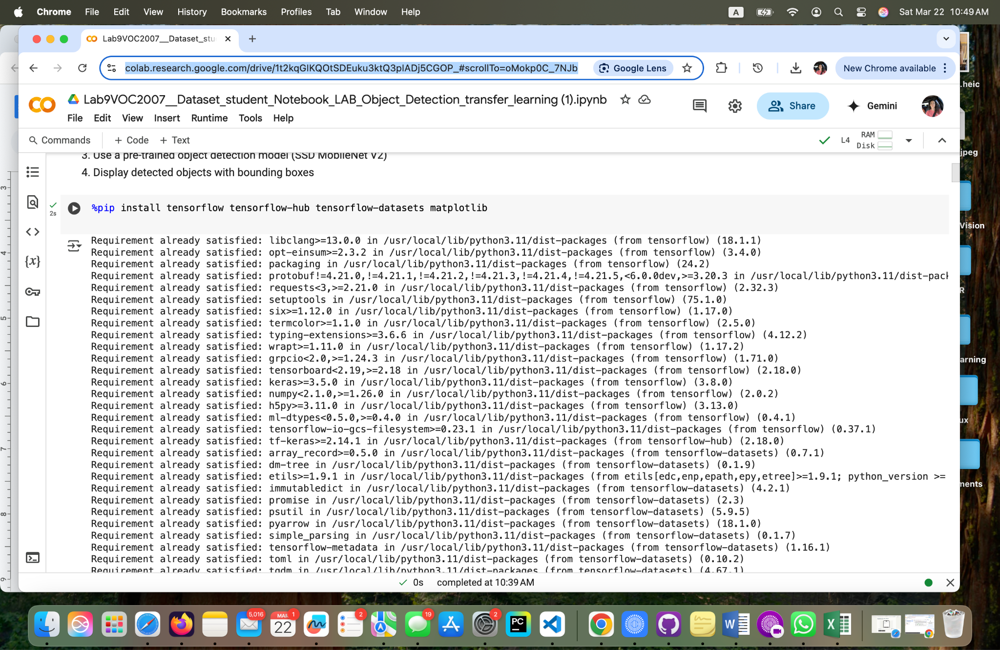 Chrome File Edit View History Bookmarks Profiles Tab Window Help A Sat Mar 22 10:49 AM
Lab9VOC2007__Dataset_stu
colab.research.google.com/drive/1t2kqGlKQOtSDEuku3ktQ3plADj5CGOP_#scrollTo=oMokp0C_7NJb Google Lens New Chrome available
Lab9VOC2007__Dataset_student_Notebook_LAB_Object_Detection_transfer_learning (1).ipynb
File Edit View Insert Runtime Tools Help
Share Gemini
Commands + Code + Text L4 RAM Disk
3. Use a pre-trained object detection model (SSD MobileNet V2)
4. Display detected objects with bounding boxes
2s
%pip install tensorflow tensorflow-hub tensorflow-datasets matplotlib
Requirement already satisfied: libclang>=13.0.0 in /usr/local/lib/python3.11/dist-packages (from tensorflow) (18.1.1)
Requirement already satisfied: opt-einsum>=2.3.2 in /usr/local/lib/python3.11/dist-packages (from tensorflow) (3.4.0)
Requirement already satisfied: packaging in /usr/local/lib/python3.11/dist-packages (from tensorflow) (24.2)
Requirement already satisfied: protobuf!=4.21.0,!=4.21.1,!=4.21.2,!=4.21.3,!=4.21.4,!=4.21.5,<6.0.0dev,>=3.20.3 in /usr/local/lib/python3.11/dist-pack
Requirement already satisfied: requests<3,>=2.21.0 in /usr/local/lib/python3.11/dist-packages (from tensorflow) (2.32.3)
Requirement already satisfied: setuptools in /usr/local/lib/python3.11/dist-packages (from tensorflow) (75.1.0)
Requirement already satisfied: six>=1.12.0 in /usr/local/lib/python3.11/dist-packages (from tensorflow) (1.17.0)
Requirement already satisfied: termcolor>=1.1.0 in /usr/local/lib/python3.11/dist-packages (from tensorflow) (2.5.0)
Requirement already satisfied: typing-extensions>=3.6.6 in /usr/local/lib/python3.11/dist-packages (from tensorflow) (4.12.2)
Requirement already satisfied: wrapt>=1.11.0 in /usr/local/lib/python3.11/dist-packages (from tensorflow) (1.17.2)
Requirement already satisfied: grpcio<2.0,>=1.24.3 in /usr/local/lib/python3.11/dist-packages (from tensorflow) (1.71.0)
Requirement already satisfied: tensorboard<2.19,>=2.18 in /usr/local/lib/python3.11/dist-packages (from tensorflow) (2.18.0)
Requirement already satisfied: keras>=3.5.0 in /usr/local/lib/python3.11/dist-packages (from tensorflow) (3.8.0)
Requirement already satisfied: numpy<2.1.0,>=1.26.0 in /usr/local/lib/python3.11/dist-packages (from tensorflow) (2.0.2)
Requirement already satisfied: h5py>=3.11.0 in /usr/local/lib/python3.11/dist-packages (from tensorflow) (3.13.0)
Requirement already satisfied: ml-dtypes<0.5.0,>=0.4.0 in /usr/local/lib/python3.11/dist-packages (from tensorflow) (0.4.1)
Requirement already satisfied: tensorflow-io-gcs-filesystem>=0.23.1 in /usr/local/lib/python3.11/dist-packages (from tensorflow) (0.37.1)
Requirement already satisfied: tf-keras>=2.14.1 in /usr/local/lib/python3.11/dist-packages (from tensorflow-hub) (2.18.0)
Requirement already satisfied: array_record>=0.5.0 in /usr/local/lib/python3.11/dist-packages (from tensorflow-datasets) (0.7.1)
Requirement already satisfied: dm-tree in /usr/local/lib/python3.11/dist-packages (from tensorflow-datasets) (0.1.9)
Requirement already satisfied: etils>=1.9.1 in /usr/local/lib/python3.11/dist-packages (from etils[edc,enp,epath,epy,etree]>=1.9.1; python_version >=
Requirement already satisfied: immutabledict in /usr/local/lib/python3.11/dist-packages (from tensorflow-datasets) (4.2.1)
Requirement already satisfied: promise in /usr/local/lib/python3.11/dist-packages (from tensorflow-datasets) (2.3)
Requirement already satisfied: psutil in /usr/local/lib/python3.11/dist-packages (from tensorflow-datasets) (5.9.5)
Requirement already satisfied: pyarrow in /usr/local/lib/python3.11/dist-packages (from tensorflow-datasets) (18.1.0)
Requirement already satisfied: simple_parsing in /usr/local/lib/python3.11/dist-packages (from tensorflow-datasets) (0.1.7)
Requirement already satisfied: tensorflow-metadata in /usr/local/lib/python3.11/dist-packages (from tensorflow-datasets) (1.16.1)
Requirement already satisfied: toml in /usr/local/lib/python3.11/dist-packages (from tensorflow-datasets) (0.10.2)
Requirement already satisfied: tqdm in /usr/local/lib/python3.11/dist-packages (from tensorflow-datasets) (4.67.1)
0s completed at 10:39 AM
.heic
jpeg
Vision
R
arning
ux
ments
3
4
5
6
7
8
9
5,016 MAR 1 22 2 19 2 PC W X